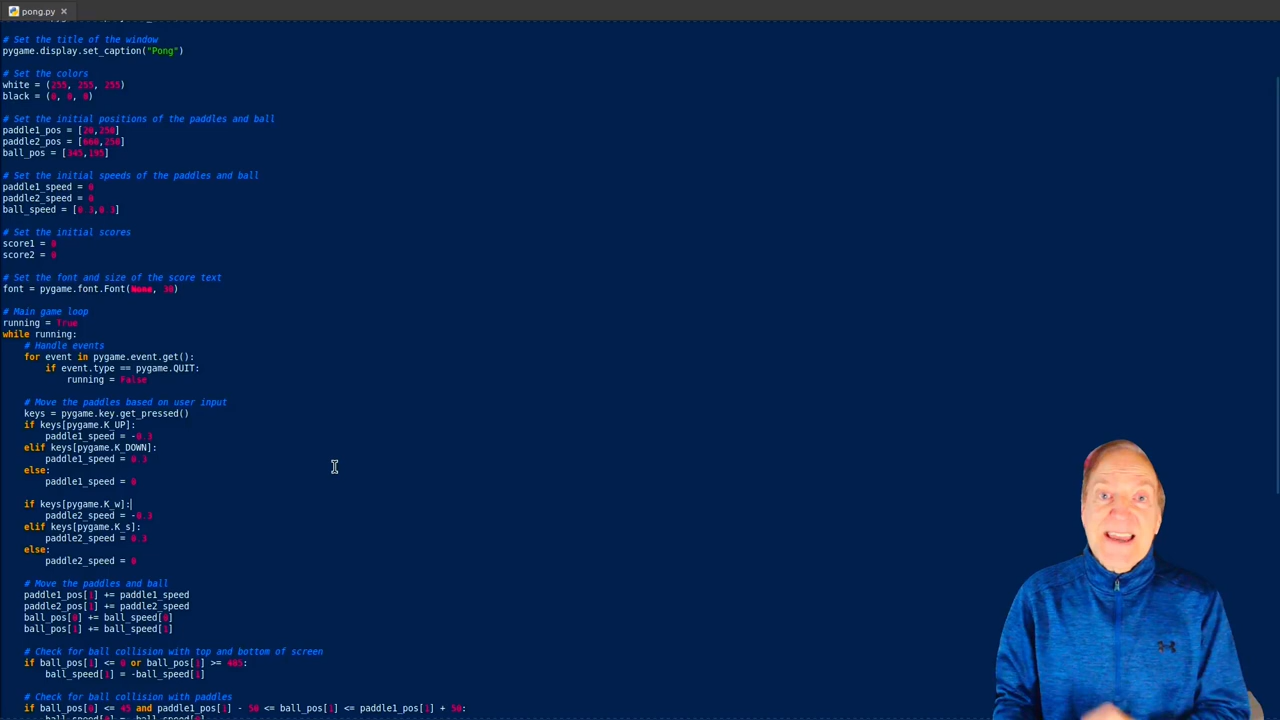 pong.py ×
# Set the title of the window
pygame.display.set_caption("Pong")
# Set the colors
white = (255, 255, 255)
black = (0, 0, 0)
# Set the initial positions of the paddles and ball
paddle1_pos = [20,250]
paddle2_pos = [660,250]
ball_pos = [345,195]
# Set the initial speeds of the paddles and ball
paddle1_speed = 0
paddle2_speed = 0
ball_speed = [0.3,0.3]
# Set the initial scores
score1 = 0
score2 = 0
# Set the font and size of the score text
font = pygame.font.Font(None, 30)
# Main game loop
running = True
while running:
# Handle events
for event in pygame.event.get():
if event.type == pygame.QUIT:
running = False
# Move the paddles based on user input
keys = pygame.key.get_pressed()
if keys[pygame.K_UP]:
paddle1_speed = -0.3
elif keys[pygame.K_DOWN]:
paddle1_speed = 0.3
else:
paddle1_speed = 0
if keys[pygame.K_w]:
paddle2_speed = -0.3
elif keys[pygame.K_s]:
paddle2_speed = 0.3
else:
paddle2_speed = 0
# Move the paddles and ball
paddle1_pos[1] += paddle1_speed
paddle2_pos[1] += paddle2_speed
ball_pos[0] += ball_speed[0]
ball_pos[1] += ball_speed[1]
# Check for ball collision with top and bottom of screen
if ball_pos[1] <= 0 or ball_pos[1] >= 485:
ball_speed[1] = -ball_speed[1]
# Check for ball collision with paddles
if ball_pos[0] <= 45 and paddle1_pos[1] - 50 <= ball_pos[1] <= paddle1_pos[1] + 50: